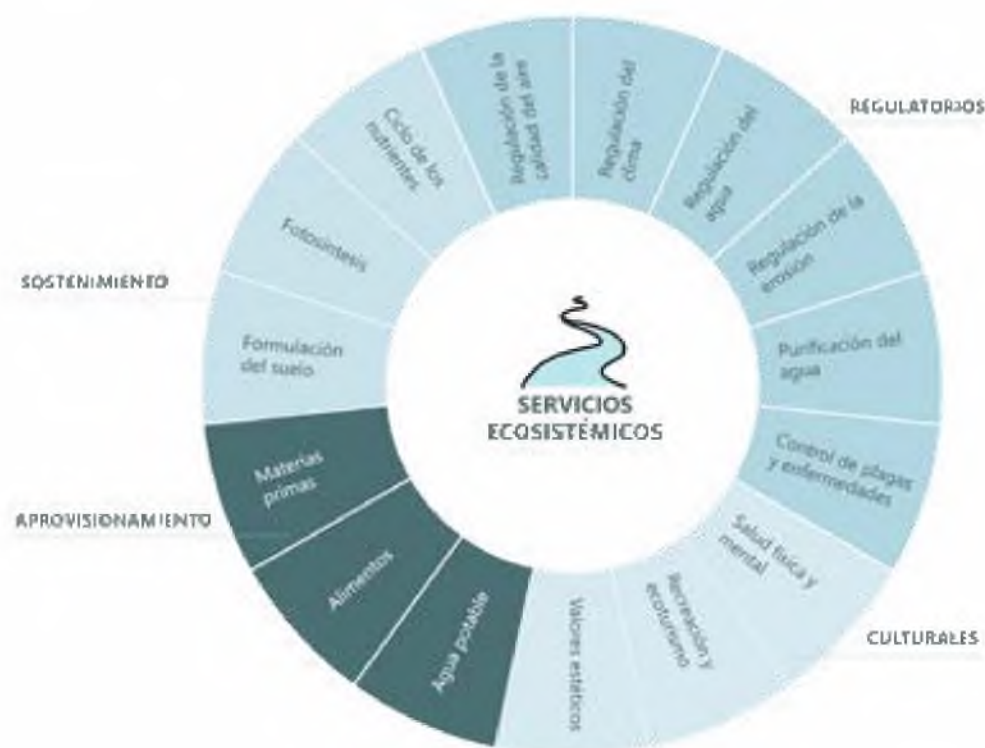 REGULATORIOS
Regulación de la
calidad del aire
Regulación del
clima
Regulación del
agua
Regulación de la
erosión
Purificación del
agua
Control de plagas
y enfermedades
CULTURALES
Salud física y
mental
Recreación y
ecoturismo
Valores estéticos
APROVISIONAMIENTO
Agua potable
Alimentos
Materias
primas
SOSTENIMIENTO
Formulación
del suelo
Fotosíntesis
Ciclo de los
nutrientes
SERVICIOS
ECOSISTÉMICOS